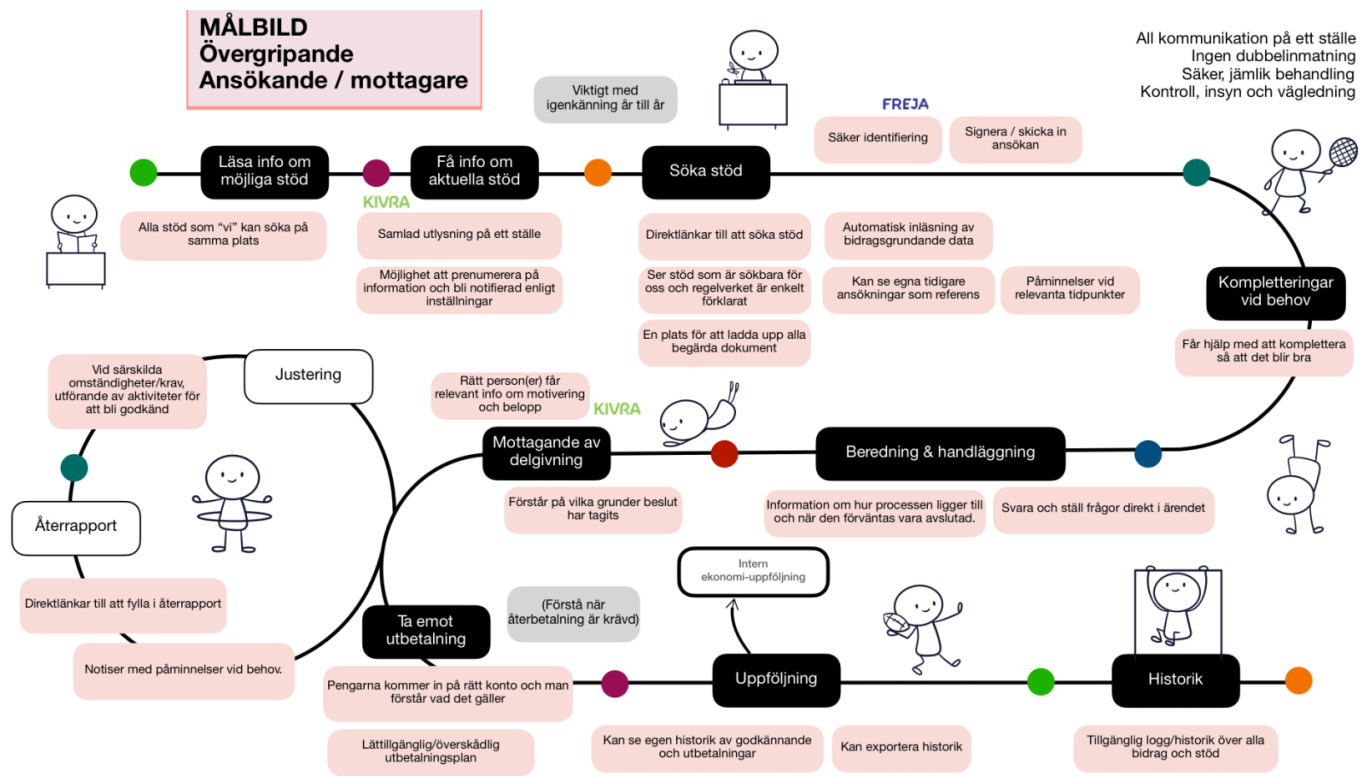 MÅLBILD
Övergripande
Ansökande / mottagare
All kommunikation på ett ställe
Ingen dubbelinmatning
Säker, jämlik behandling
Kontroll, insyn och vägledning
Viktigt med
igenkänning år till år
FREJA
Säker identifiering
Signera / skicka in
ansökan
Läsa info om
möjliga stöd
Få info om
aktuella stöd
Söka stöd
KIVRA
Alla stöd som “vi” kan söka på
samma plats
Samlad utlysning på ett ställe
Möjlighet att prenumerera på
information och bli notifierad enligt
inställningar
Direktlänkar till att söka stöd
Ser stöd som är sökbara för
oss och regelverket är enkelt
förklarat
En plats för att ladda upp alla
begärda dokument
Automatisk inläsning av
bidragsgrundande data
Kan se egna tidigare
ansökningar som referens
Påminnelser vid
relevanta tidpunkter
Kompletteringar
vid behov
Får hjälp med att komplettera
så att det blir bra
Vid särskilda
omständigheter/krav,
utförande av aktiviteter för
att bli godkänd
Justering
Rätt person(er) får
relevant info om motivering
och belopp
KIVRA
Mottagande av
delgivning
Beredning & handläggning
Förstår på vilka grunder beslut
har tagits
Information om hur processen ligger till
och när den förväntas vara avslutad.
Svara och ställ frågor direkt i ärendet
Återrapport
Direktlänkar till att fylla i återrapport
Notiser med påminnelser vid behov.
Ta emot
utbetalning
(Förstå när
återbetalning är krävd)
Intern
ekonomi-uppföljning
Pengarna kommer in på rätt konto och man
förstår vad det gäller
Lättillgänglig/överskådlig
utbetalningsplan
Uppföljning
Kan se egen historik av godkännande
och utbetalningar
Kan exportera historik
Historik
Tillgänglig logg/historik över alla
bidrag och stöd